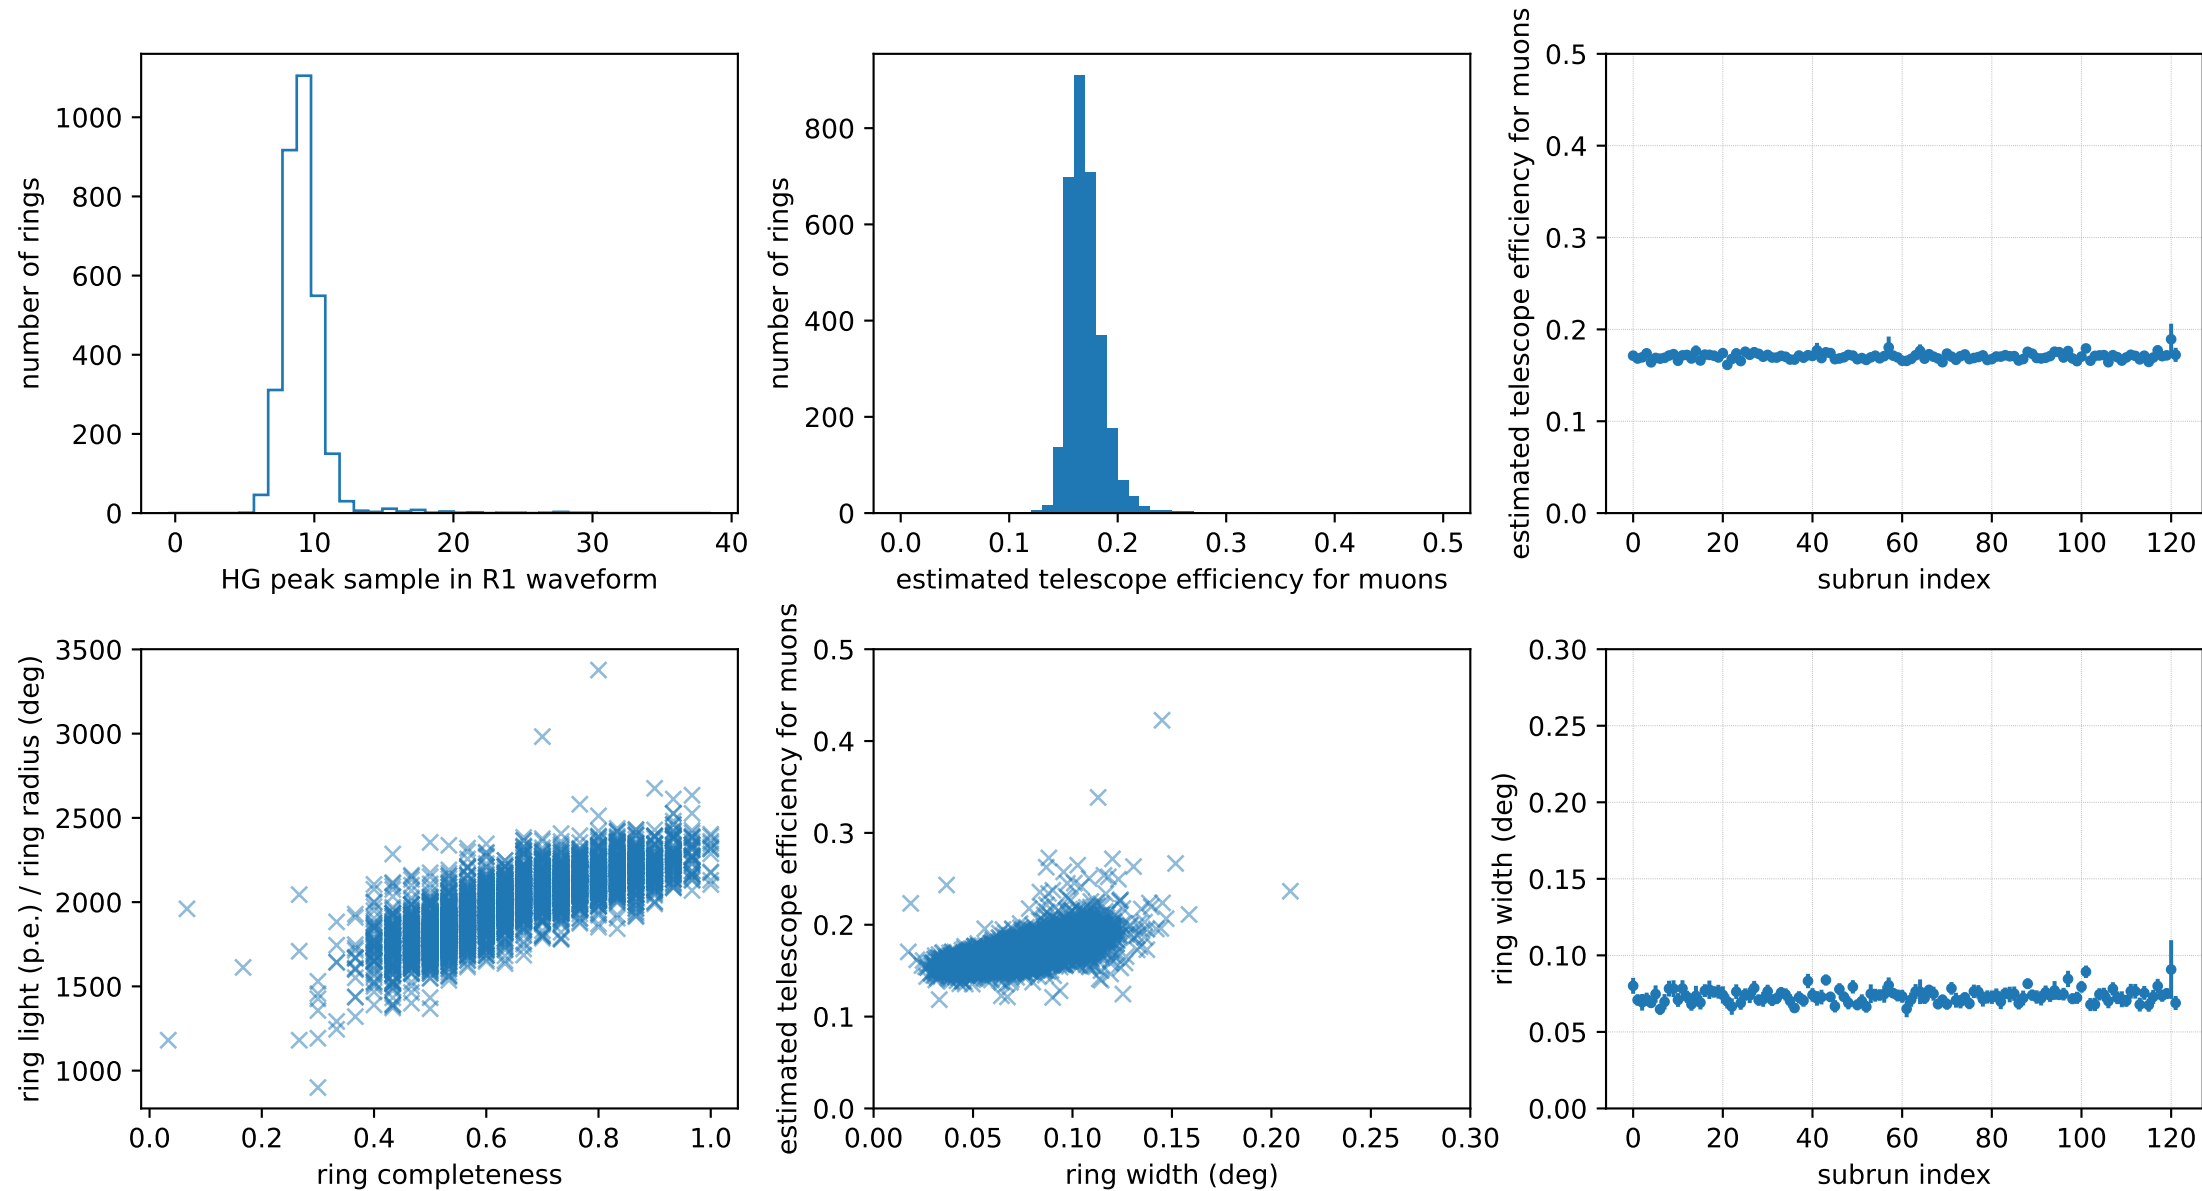 number of rings
1000
800
600
400
200
0
0 10 20 30 40
HG peak sample in R1 waveform
number of rings
800
600
400
200
0
0.0 0.1 0.2 0.3 0.4 0.5
estimated telescope efficiency for muons
estimated telescope efficiency for muons
0.5
0.4
0.3
0.2
0.1
0.0
0 20 40 60 80 100 120
subrun index
ring light (p.e.) / ring radius (deg)
3500
3000
2500
2000
1500
1000
0.0 0.2 0.4 0.6 0.8 1.0
ring completeness
estimated telescope efficiency for muons
0.5
0.4
0.3
0.2
0.1
0.0
0.00 0.05 0.10 0.15 0.20 0.25 0.30
ring width (deg)
ring width (deg)
0.30
0.25
0.20
0.15
0.10
0.05
0.00
0 20 40 60 80 100 120
subrun index